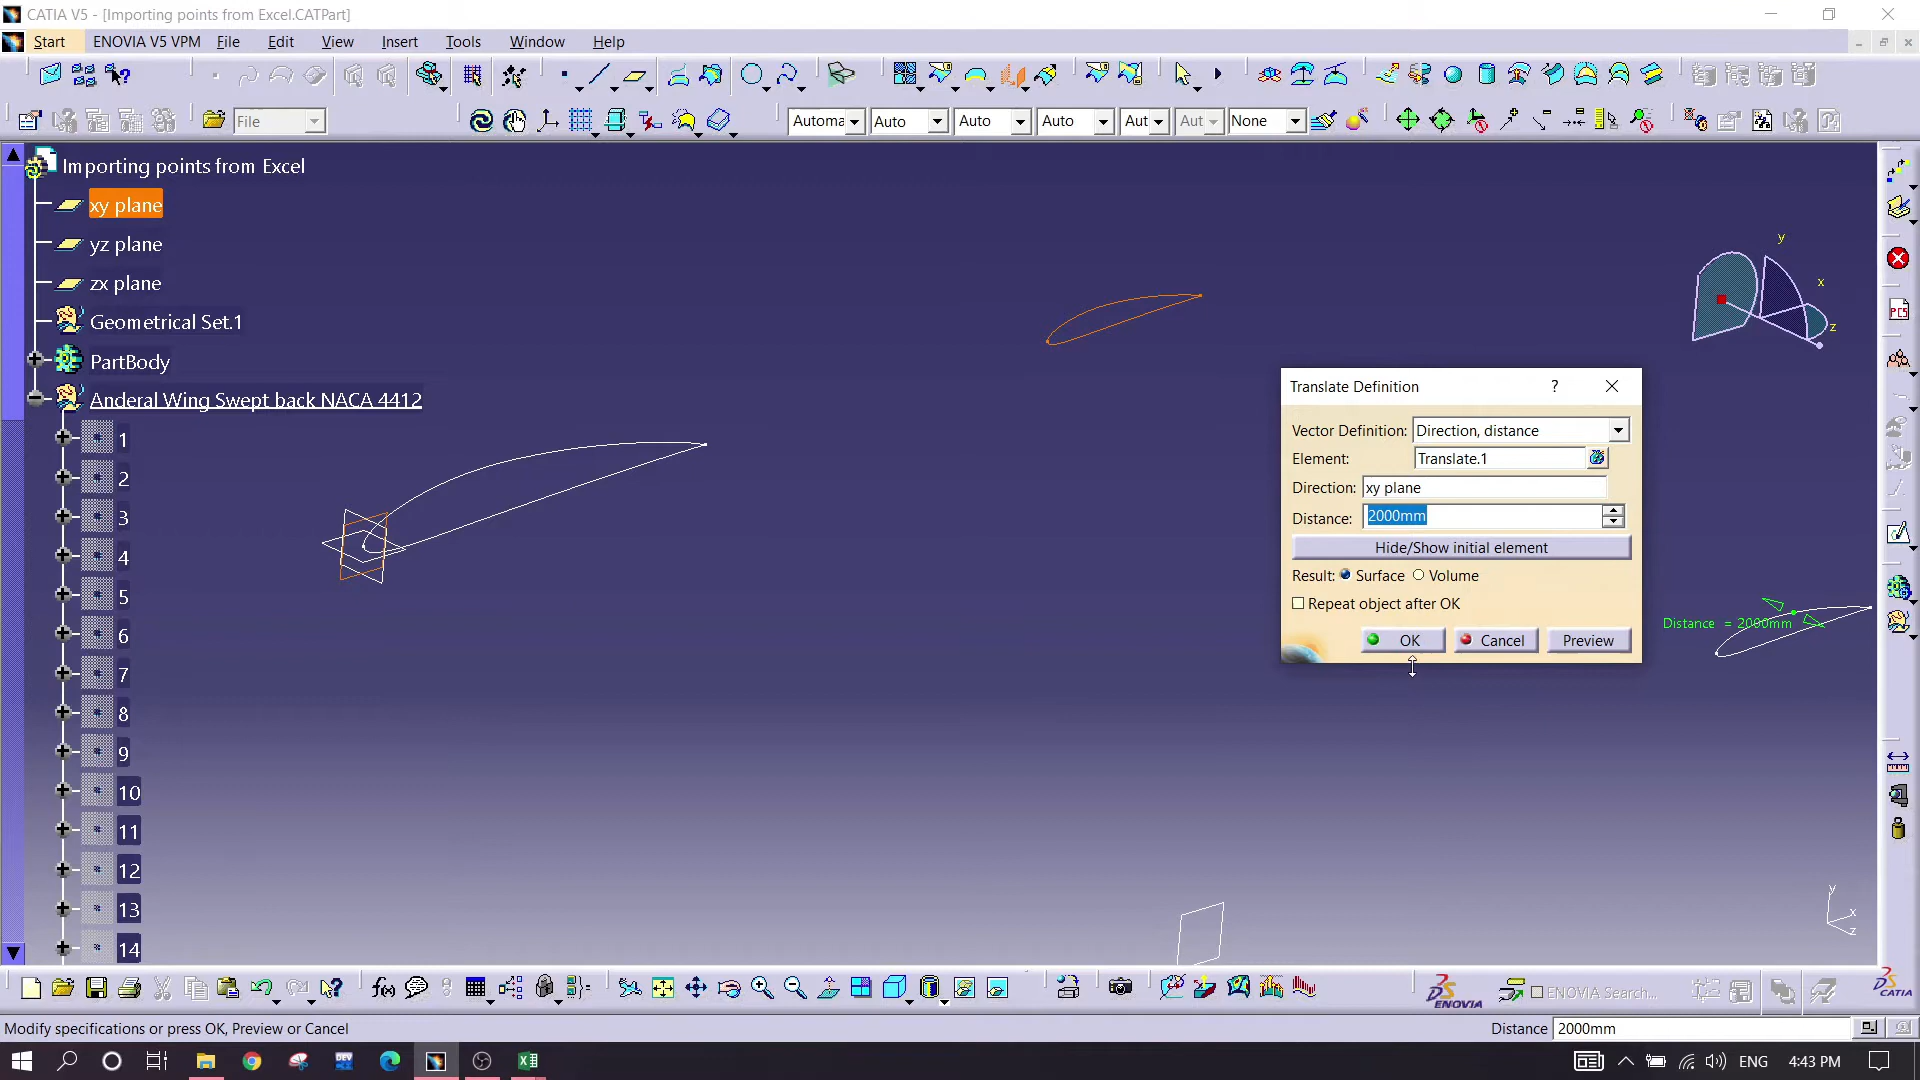 CATIA V5 - [Importing points from Excel.CATPart]
Start ENOVIA V5 VPM File Edit View Insert Tools Window Help
File Automa Auto Auto Auto Aut Aut None
Importing points from Excel
xy plane
yz plane
zx plane
Geometrical Set.1
PartBody
Anderal Wing Swept back NACA 4412
1
2
3
4
5
6
7
8
9
10
11
12
13
14
y
x
z
Translate Definition ?
Vector Definition: Direction, distance
Element: Translate.1
Direction: xy plane
Distance: 2000mm
Hide/Show initial element
Result: Surface Volume
Repeat object after OK
OK Cancel Preview
Distance = 2000mm
PCS
y
x
z
f(x) ENOVIA ENOVIA Search... CATIA
Modify specifications or press OK, Preview or Cancel Distance 2000mm
DEV ENG 4:43 PM